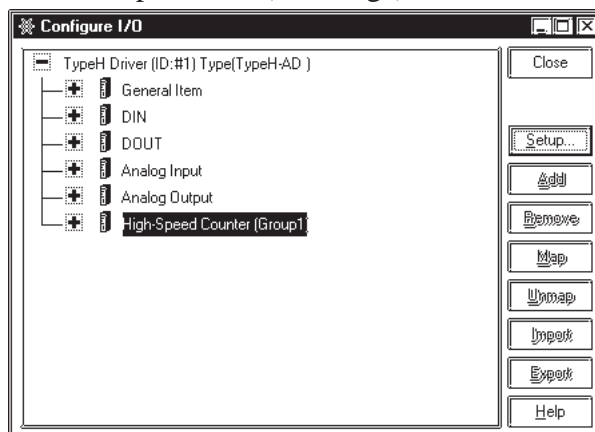 Configure I/O
TypeH Driver (ID:#1) Type(TypeH-AD )
General Item
DIN
DOUT
Analog Input
Analog Output
High-Speed Counter (Group1)
Close
Setup...
Add
Remove
Map
Unmap
Import
Export
Help